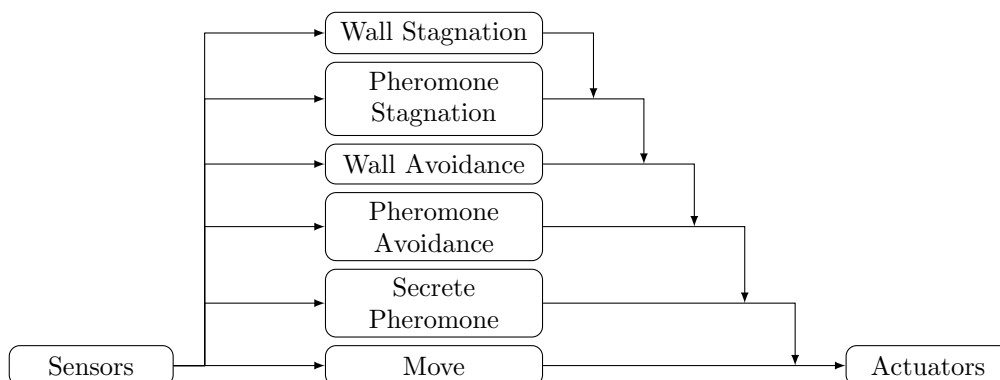 Wall Stagnation
Pheromone
Stagnation
Wall Avoidance
Pheromone
Avoidance
Secrete
Pheromone
Sensors
Move
Actuators